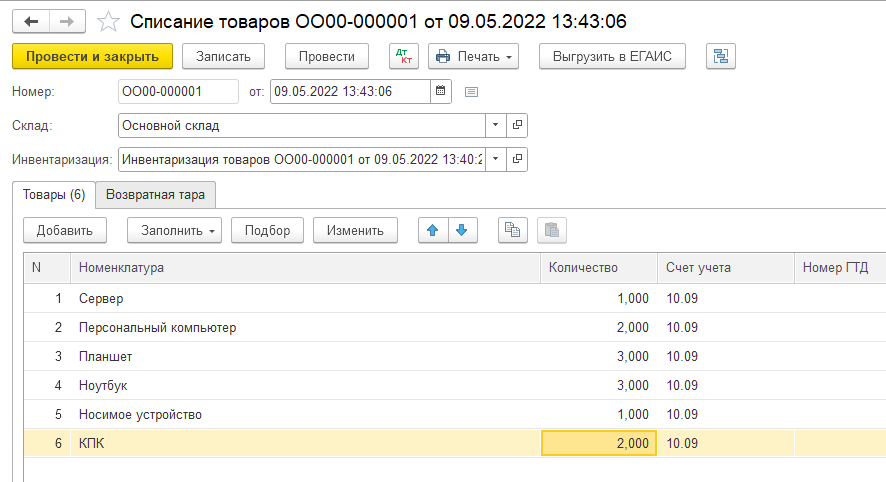 Списание товаров ОО00-000001 от 09.05.2022 13:43:06
Провести и закрыть Записать Провести Дт Кт Печать Выгрузить в ЕГАИС
Номер: ОО00-000001 от: 09.05.2022 13:43:06
Склад: Основной склад
Инвентаризация: Инвентаризация товаров ОО00-000001 от 09.05.2022 13:40:2
Товары (6) Возвратная тара
Добавить Заполнить Подбор Изменить
N Номенклатура Количество Счет учета Номер ГТД
1 Сервер 1,000 10.09
2 Персональный компьютер 2,000 10.09
3 Планшет 3,000 10.09
4 Ноутбук 3,000 10.09
5 Носимое устройство 1,000 10.09
6 КПК 2,000 10.09